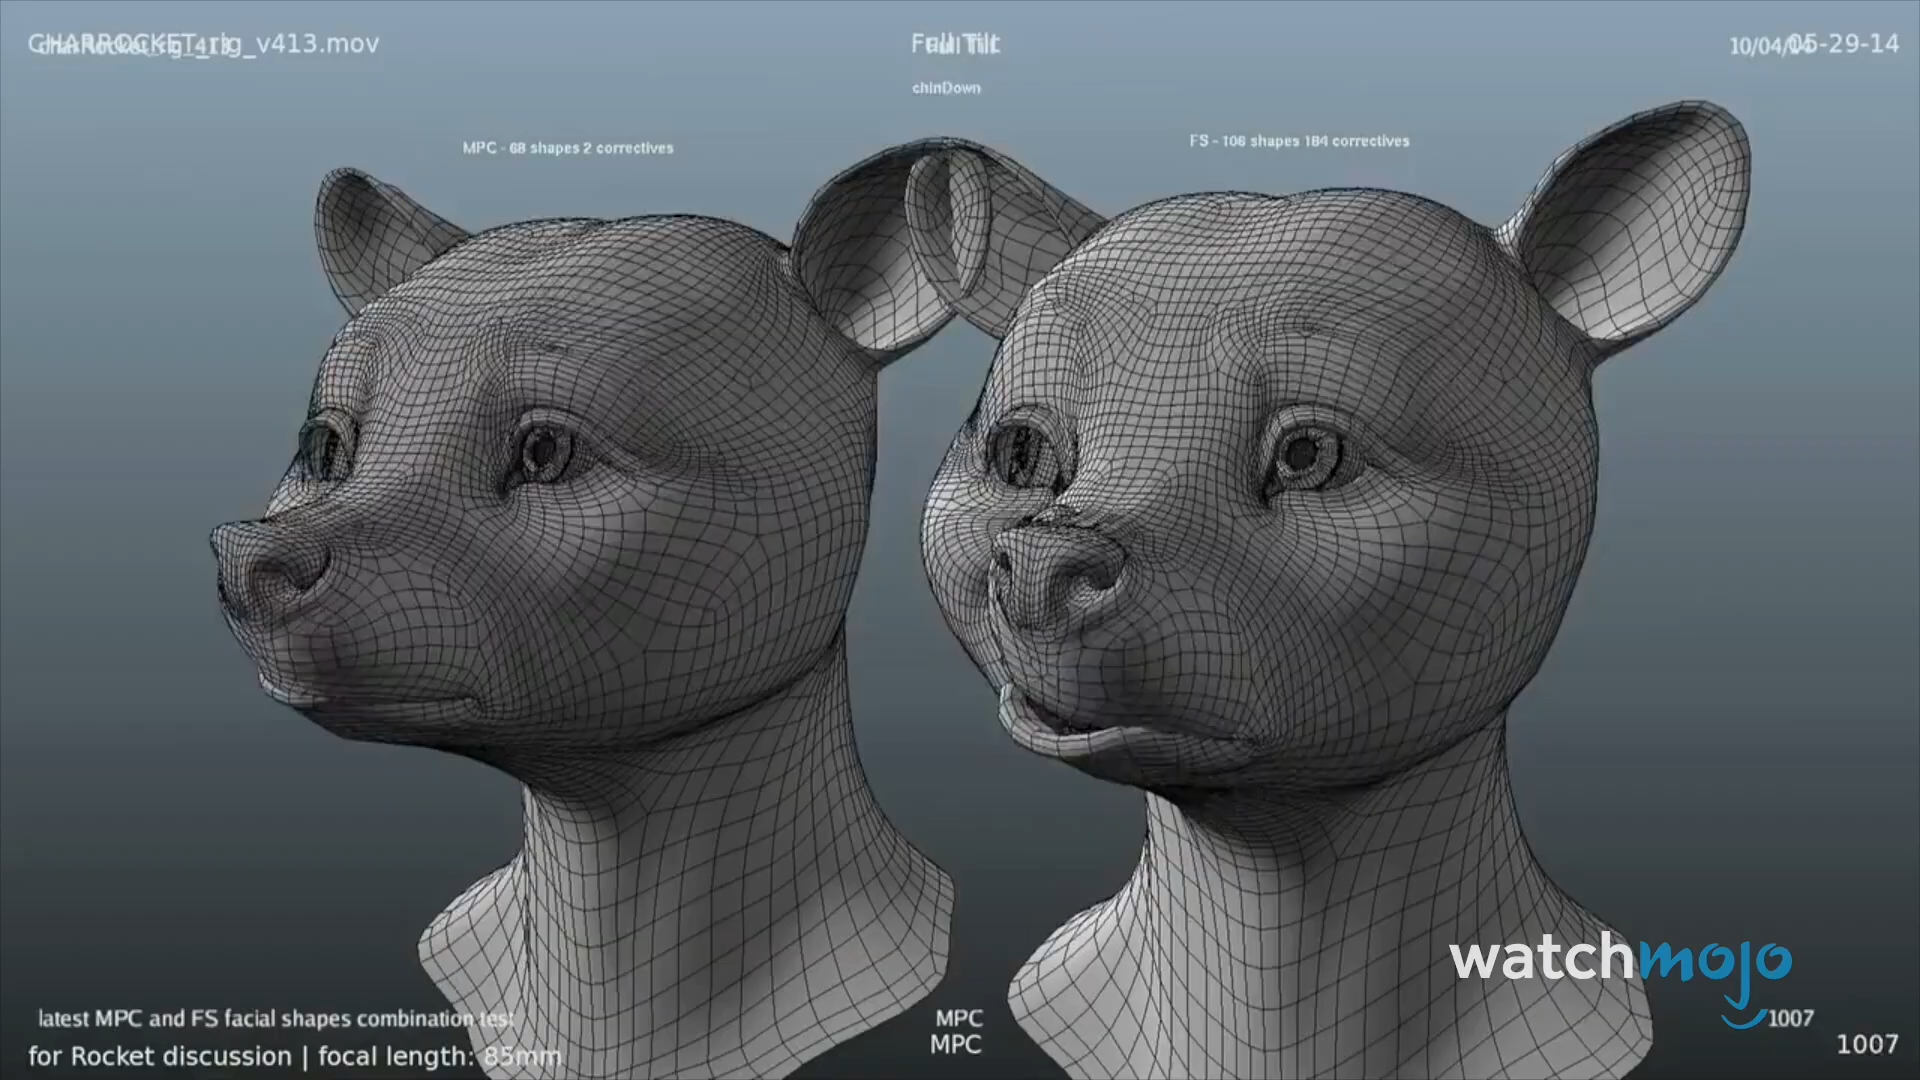 CHARROCKET_rig_v413.mov
Full Tilt
10/04/14
05-29-14
chinDown
MPC - 68 shapes 2 correctives
FS - 106 shapes 184 correctives
watchmojo
latest MPC and FS facial shapes combination test
MPC
1007
for Rocket discussion | focal length: 85mm
MPC
1007